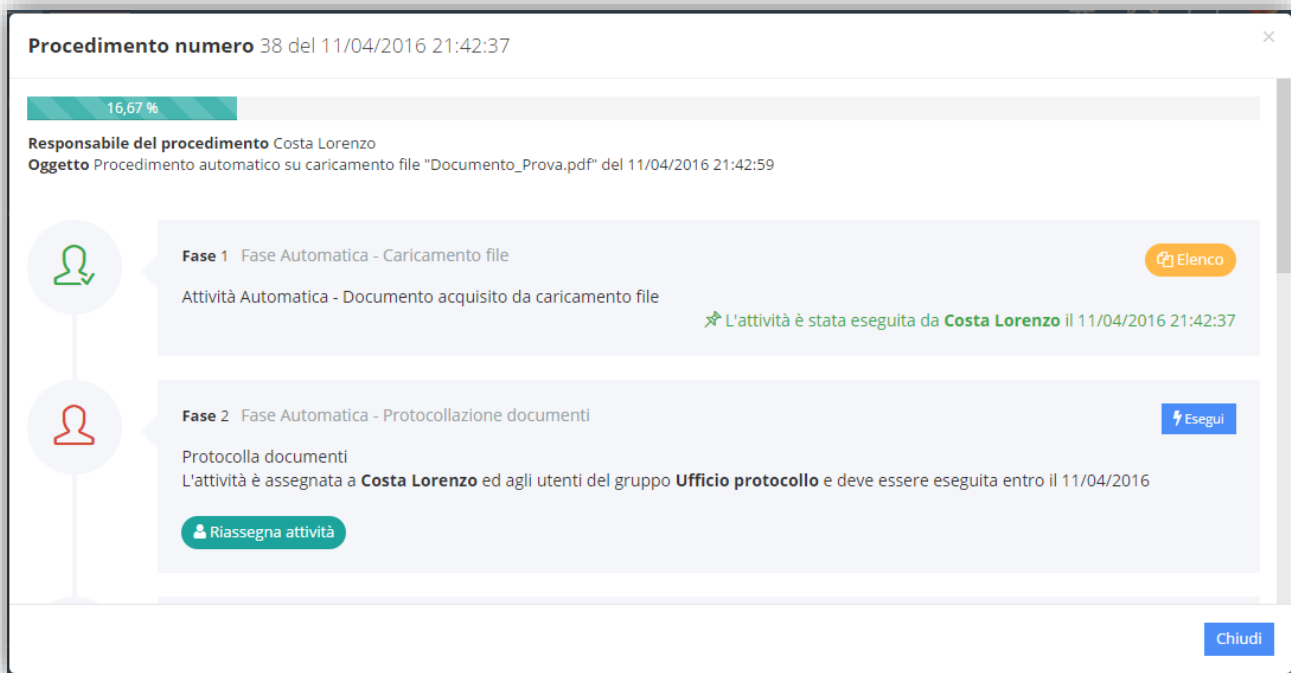 Procedimento numero 38 del 11/04/2016 21:42:37
16,67 %
Responsabile del procedimento Costa Lorenzo
Oggetto Procedimento automatico su caricamento file "Documento_Prova.pdf" del 11/04/2016 21:42:59
Fase 1 Fase Automatica - Caricamento file
Elenco
Attività Automatica - Documento acquisito da caricamento file
L'attività è stata eseguita da Costa Lorenzo il 11/04/2016 21:42:37
Fase 2 Fase Automatica - Protocollazione documenti
Esegui
Protocolla documenti
L'attività è assegnata a Costa Lorenzo ed agli utenti del gruppo Ufficio protocollo e deve essere eseguita entro il 11/04/2016
Riassegna attività
Chiudi